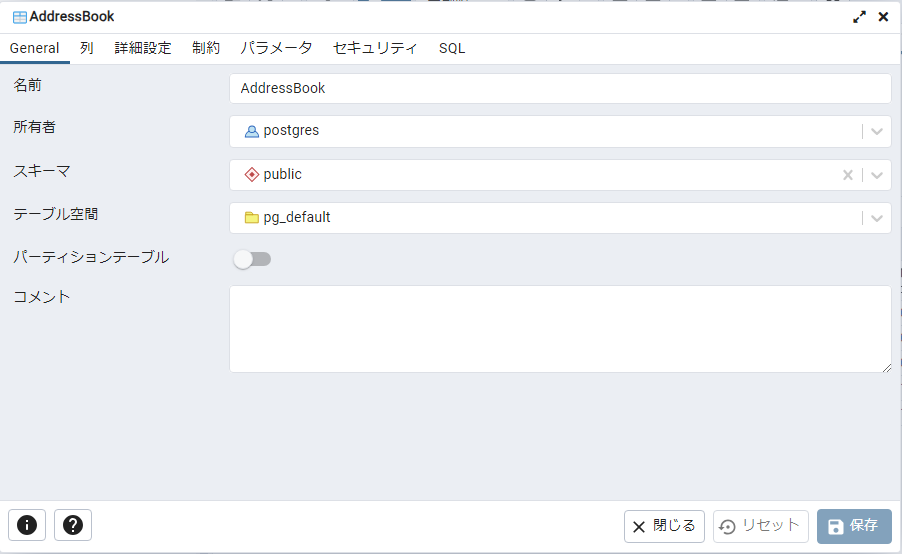 AddressBook
General 列 詳細設定 制約 パラメータ セキュリティ SQL
名前 AddressBook
所有者 postgres
スキーマ public
テーブル空間 pg_default
パーティションテーブル
コメント
閉じる リセット 保存